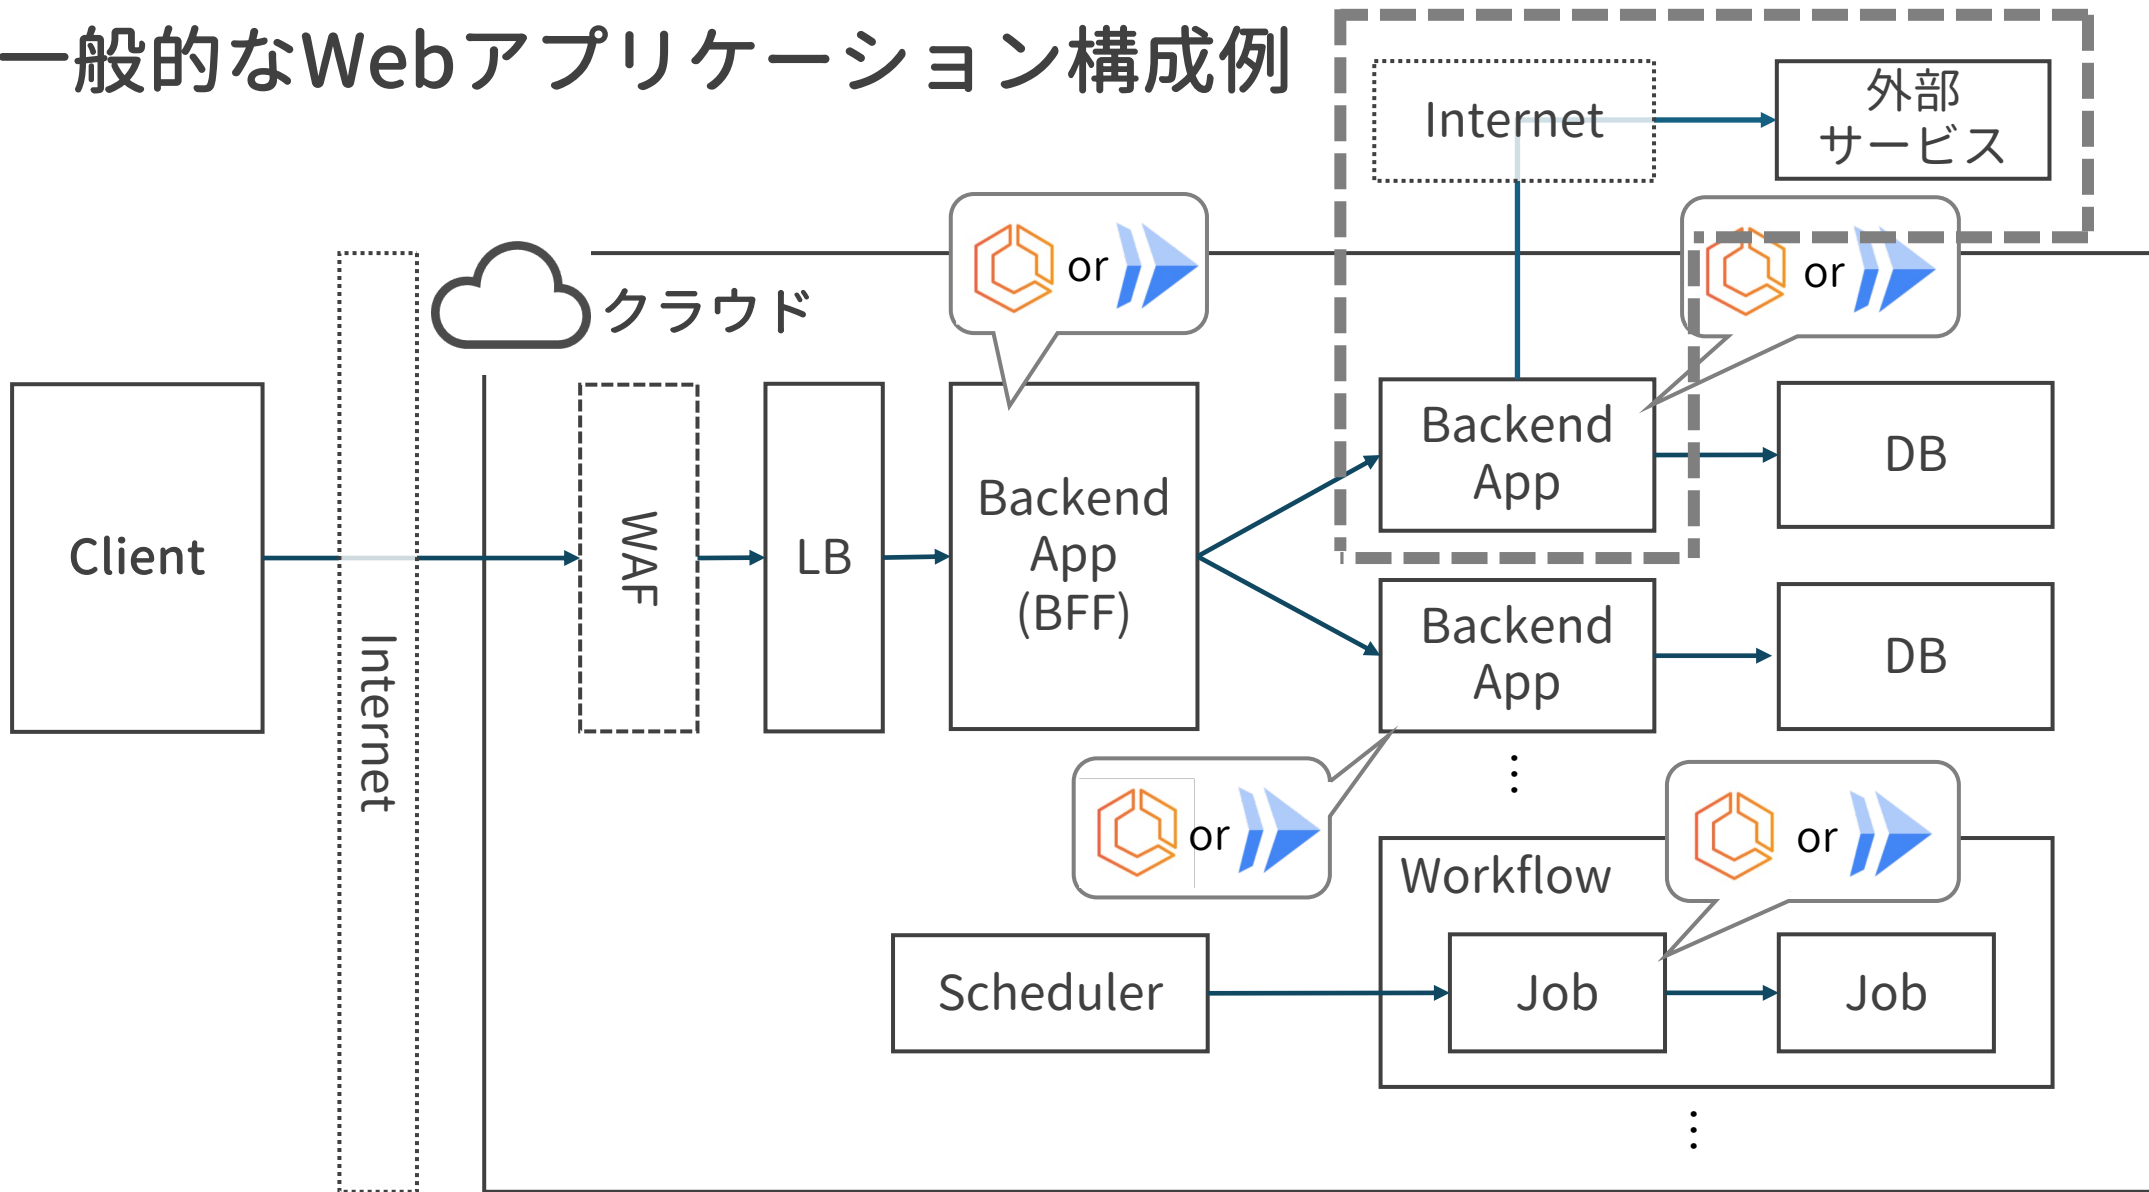 一般的なWebアプリケーション構成例
Internet
外部
サービス
or
or
クラウド
Client
Internet
WAF
LB
Backend
App
(BFF)
Backend
App
DB
Backend
App
DB
⋮
or
or
Workflow
Scheduler
Job
Job
⋮